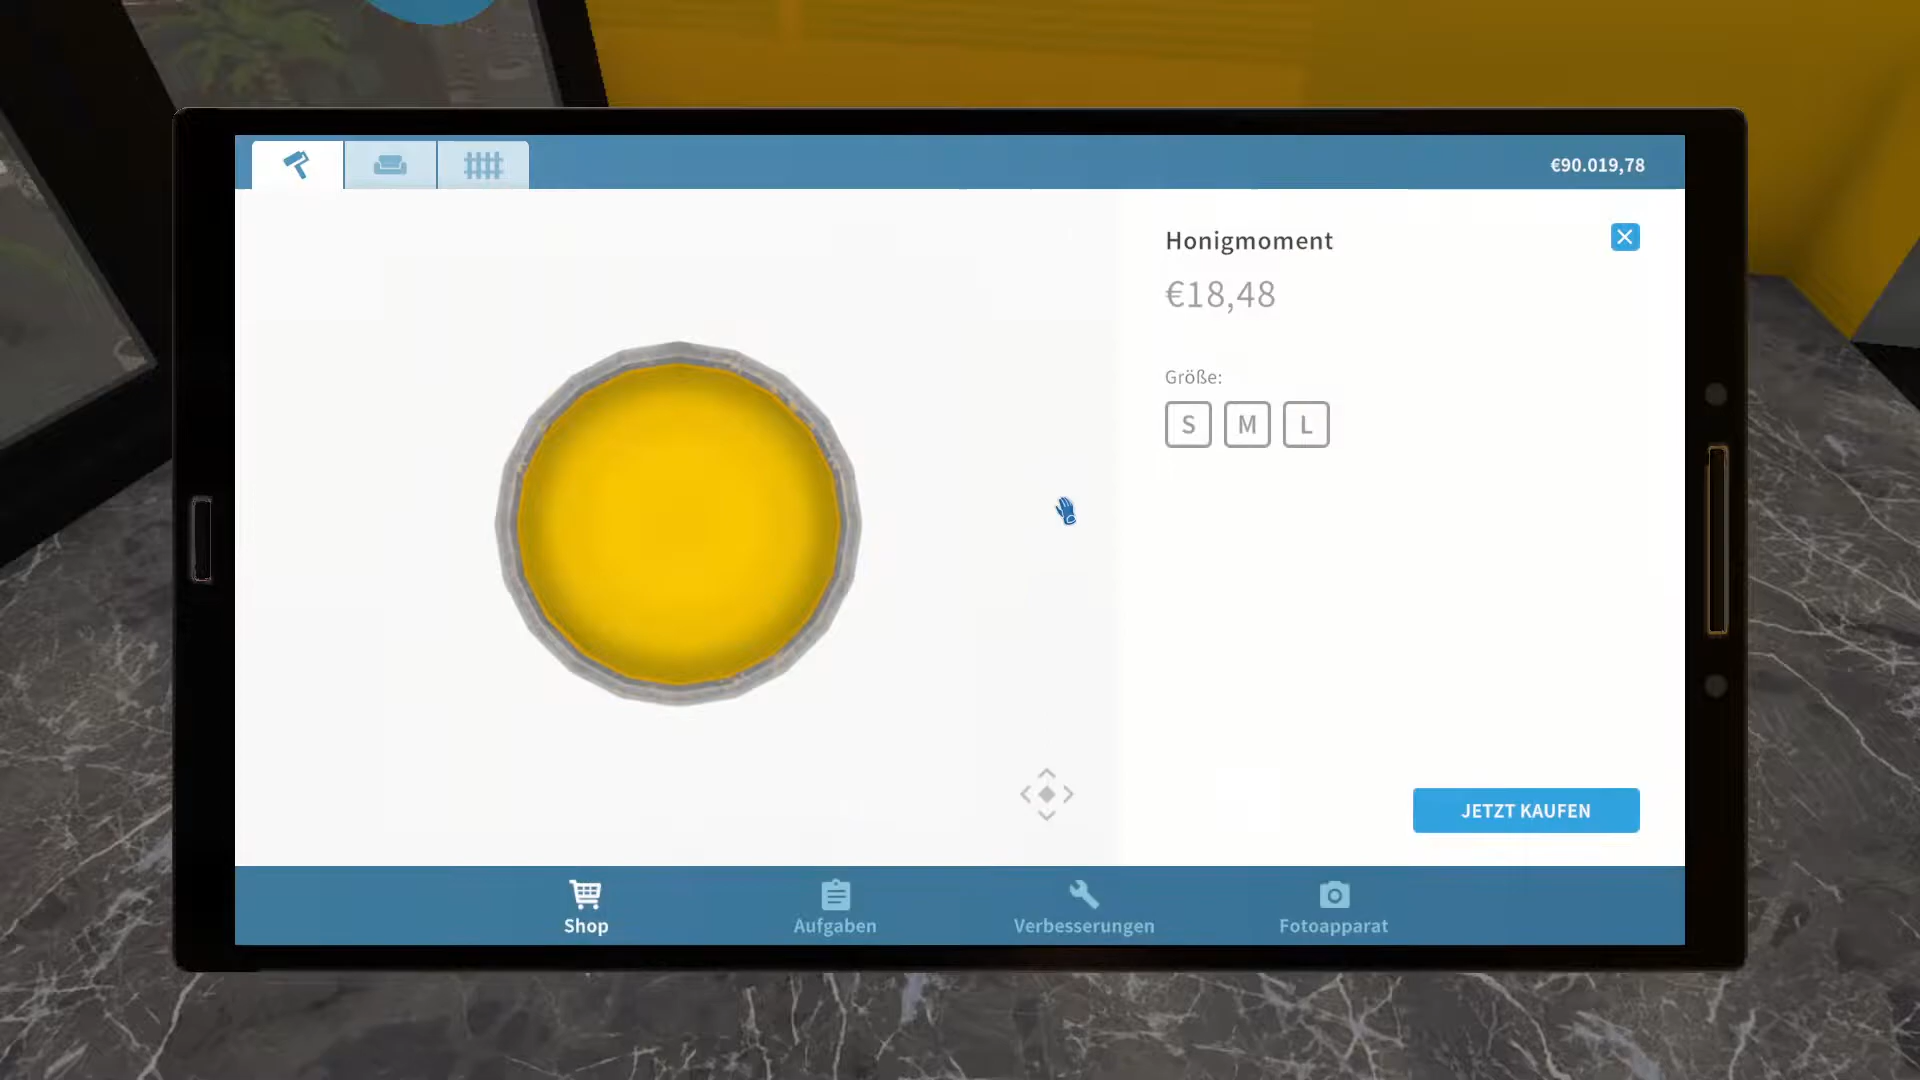 €90.019,78
Honigmoment
€18,48
Größe:
S M L
JETZT KAUFEN
Shop Aufgaben Verbesserungen Fotoapparat